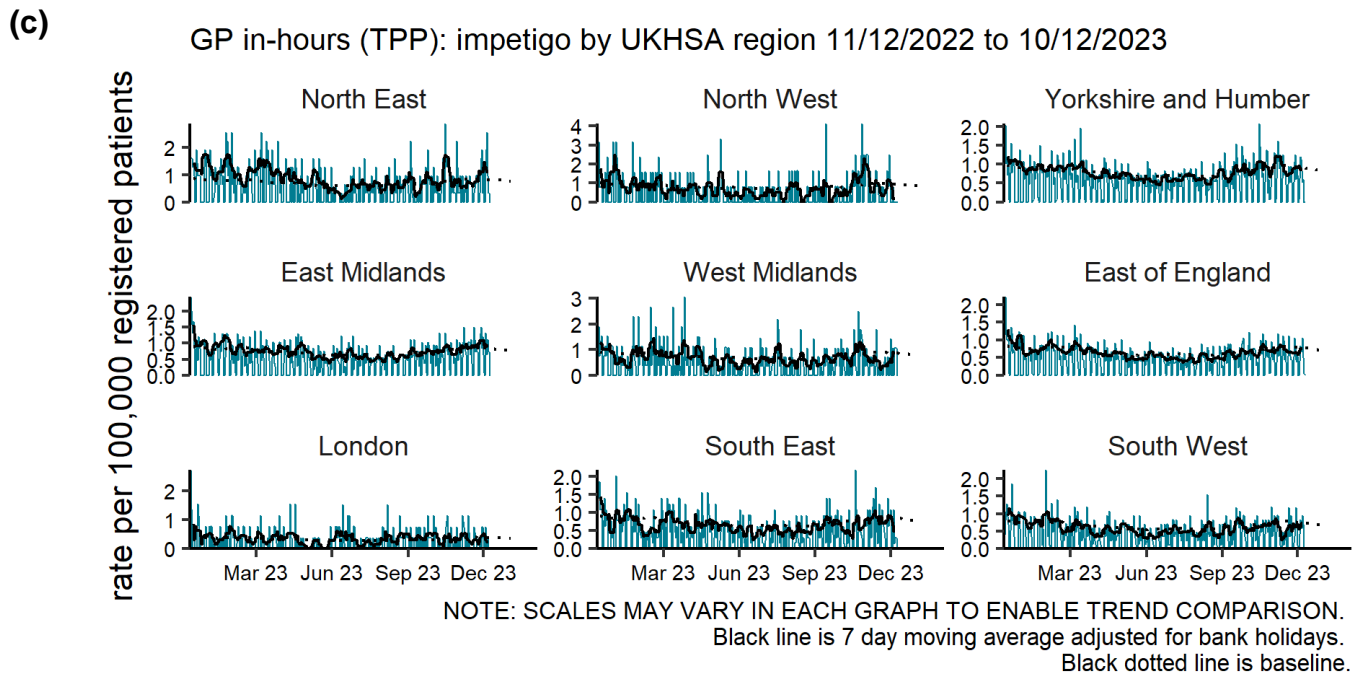 (c)
GP in-hours (TPP): impetigo by UKHSA region 11/12/2022 to 10/12/2023
rate per 100,000 registered patients
North East
2
1
0
North West
4
3
2
1
0
Yorkshire and Humber
2.0
1.5
1.0
0.5
0.0
East Midlands
2.0
1.5
1.0
0.5
0.0
West Midlands
3
2
1
0
East of England
2.0
1.5
1.0
0.5
0.0
London
2
1
0
Mar 23 Jun 23 Sep 23 Dec 23
South East
2.0
1.5
1.0
0.5
0.0
Mar 23 Jun 23 Sep 23 Dec 23
South West
2.0
1.5
1.0
0.5
0.0
Mar 23 Jun 23 Sep 23 Dec 23
NOTE: SCALES MAY VARY IN EACH GRAPH TO ENABLE TREND COMPARISON.
Black line is 7 day moving average adjusted for bank holidays.
Black dotted line is baseline.